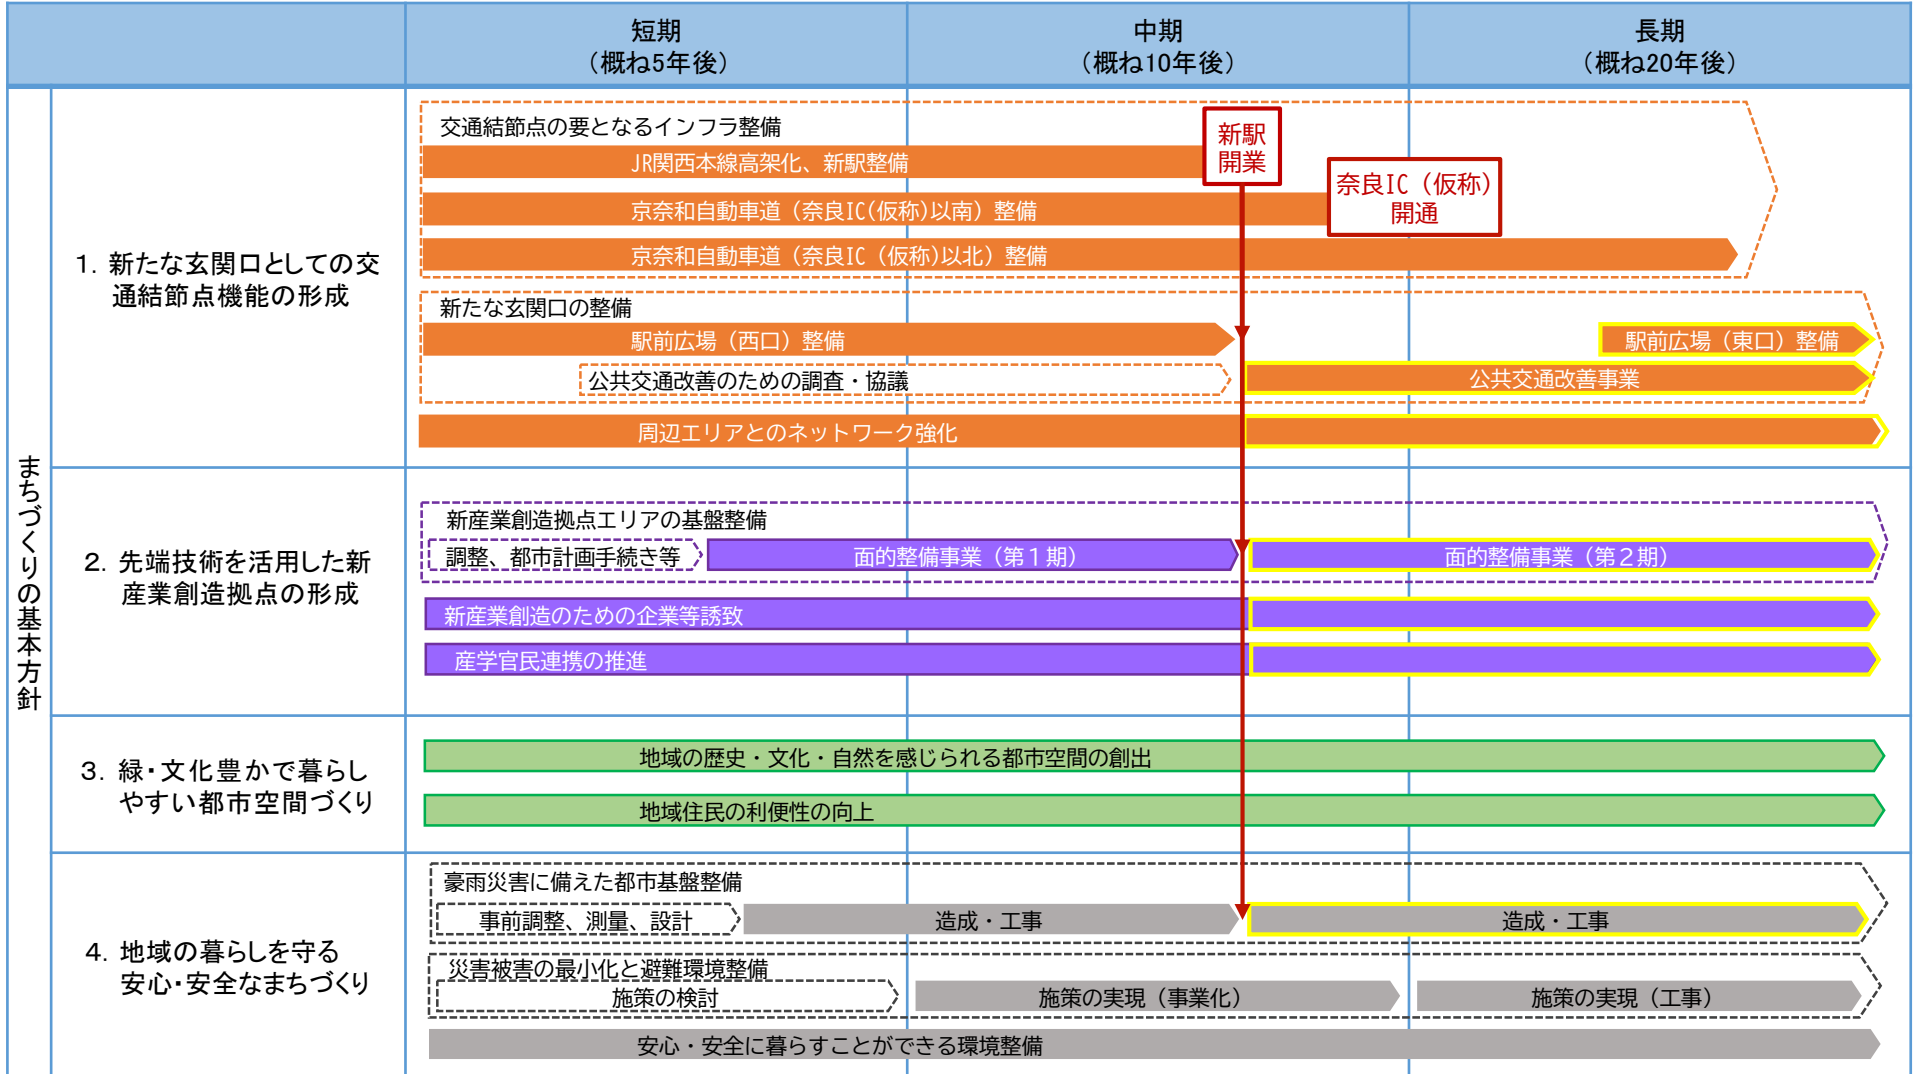 短期
（概ね5年後）
中期
（概ね10年後）
長期
（概ね20年後）
まちづくりの基本方針
1．新たな玄関口としての交
通結節点機能の形成
交通結節点の要となるインフラ整備
JR関西本線高架化、新駅整備
新駅
開業
京奈和自動車道（奈良IC(仮称)以南）整備
奈良IC（仮称）
開通
京奈和自動車道（奈良IC（仮称)以北）整備
新たな玄関口の整備
駅前広場（西口）整備
駅前広場（東口）整備
公共交通改善のための調査・協議
公共交通改善事業
周辺エリアとのネットワーク強化
2．先端技術を活用した新
産業創造拠点の形成
新産業創造拠点エリアの基盤整備
調整、都市計画手続き等
面的整備事業（第１期）
面的整備事業（第２期）
新産業創造のための企業等誘致
産学官民連携の推進
3．緑・文化豊かで暮らし
やすい都市空間づくり
地域の歴史・文化・自然を感じられる都市空間の創出
地域住民の利便性の向上
4．地域の暮らしを守る
安心・安全なまちづくり
豪雨災害に備えた都市基盤整備
事前調整、測量、設計
造成・工事
造成・工事
災害被害の最小化と避難環境整備
施策の検討
施策の実現（事業化）
施策の実現（工事）
安心・安全に暮らすことができる環境整備